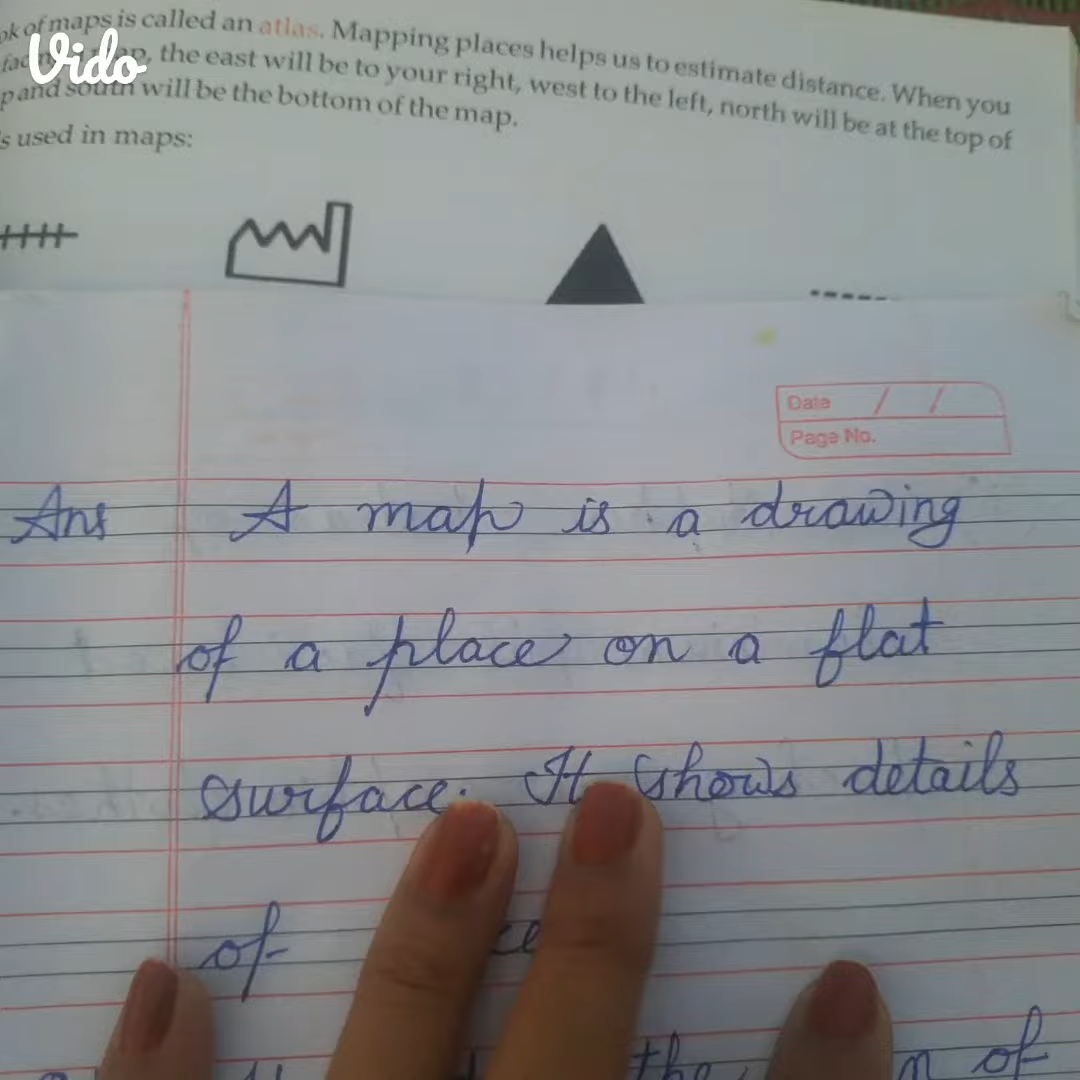 of maps is called an atlas. Mapping places helps us to estimate distance. When you
Vido
the east will be to your right, west to the left, north will be at the top of
and south will be the bottom of the map.
used in maps:
Date / /
Page No.
Ans A map is a drawing
of a place on a flat
surface. It shows details
of
the of